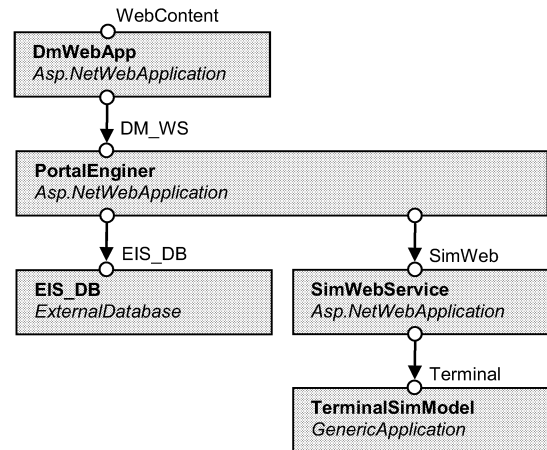 WebContent
DmWebApp
Asp.NetWebApplication
DM_WS
PortalEnginer
Asp.NetWebApplication
EIS_DB
SimWeb
EIS_DB
ExternalDatabase
SimWebService
Asp.NetWebApplication
Terminal
TerminalSimModel
GenericApplication